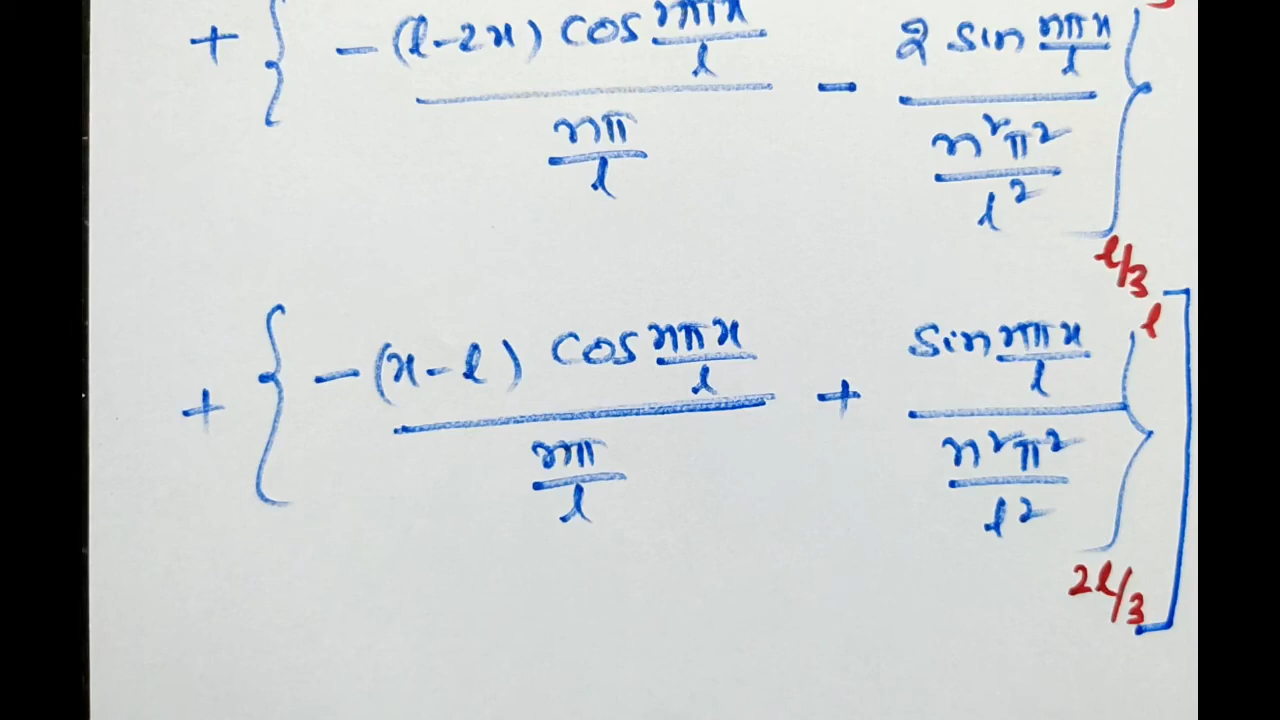 + { −(l−2x) cos nπx/l / nπ/l − 2 sin nπx/l / n²π²/l² } l/3
+ { −(x−l) cos nπx/l / nπ/l + sin nπx/l / n²π²/l² } l 2l/3 ]